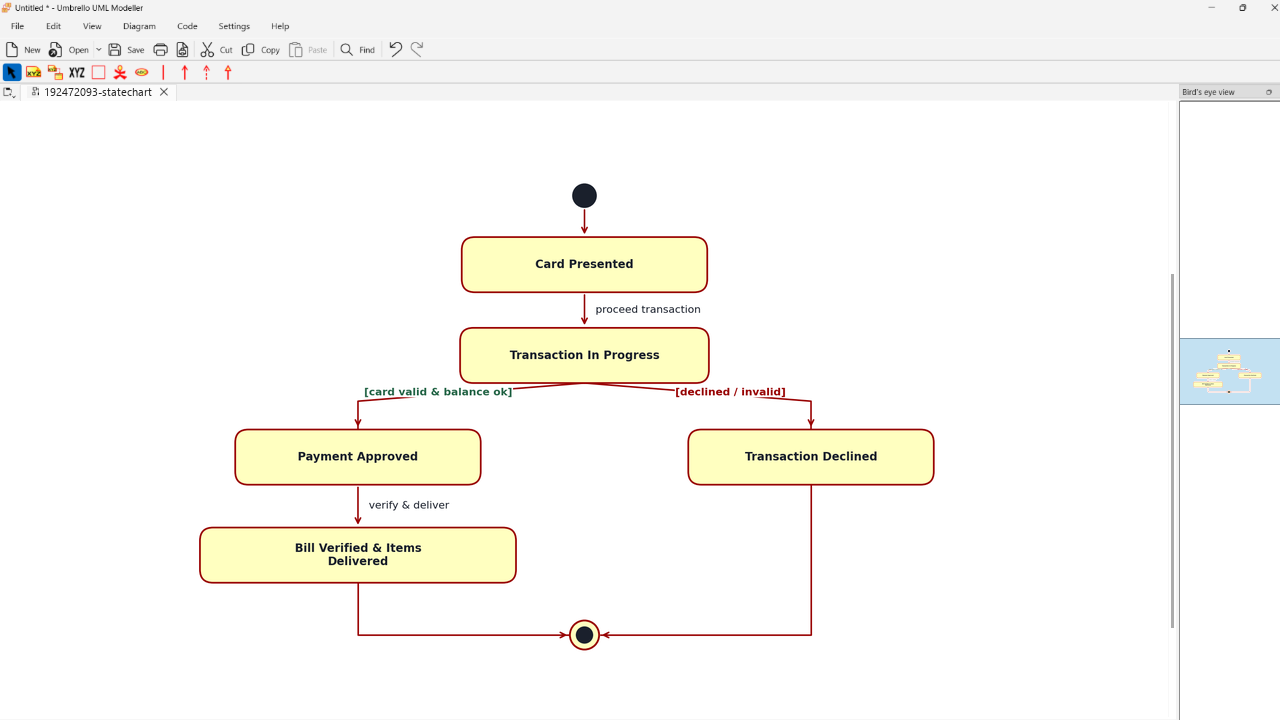 Untitled * - Umbrello UML Modeller
File Edit View Diagram Code Settings Help
New Open Save Cut Copy Paste Find
XYZ
192472093-statechart
Bird's eye view
Card Presented
proceed transaction
Transaction In Progress
[card valid & balance ok]
[declined / invalid]
Payment Approved
Transaction Declined
verify & deliver
Bill Verified & Items
Delivered